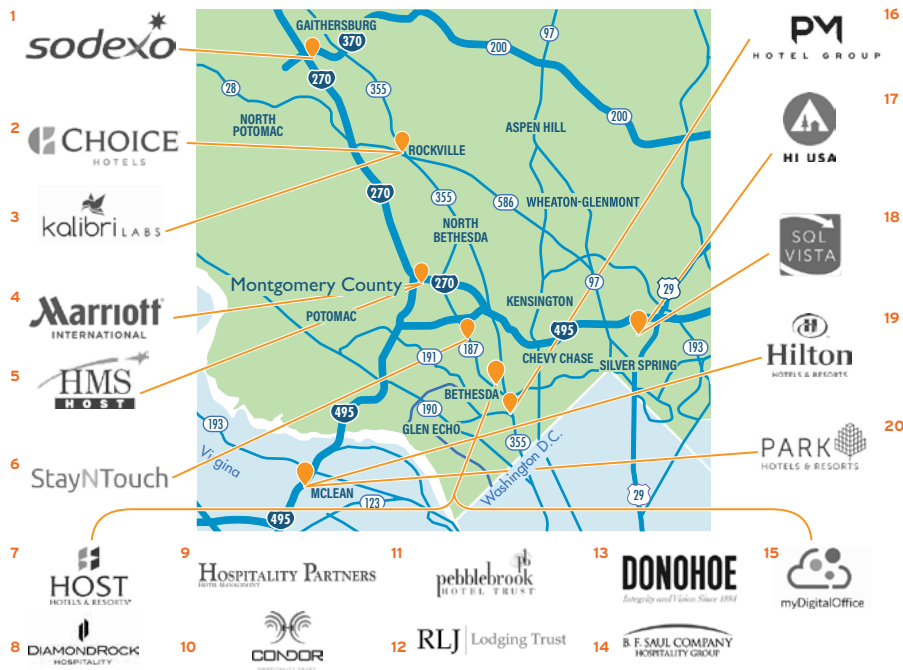 1
sodexo
2
CHOICE
HOTELS
3
kalibri LABS
4
Marriott
INTERNATIONAL
5
HMS
HOST
6
StayNTouch
GAITHERSBURG
370
97
200
270
355
28
NORTH
POTOMAC
200
ASPEN HILL
ROCKVILLE
270
355
586
WHEATON-GLENMONT
NORTH
BETHESDA
Montgomery County
270
97
29
KENSINGTON
POTOMAC
495
187
191
CHEVY CHASE
193
SILVER SPRING
BETHESDA
495
190
GLEN ECHO
193
355
Virgina
Washington D.C.
MCLEAN
123
29
495
16
PM
HOTEL GROUP
17
HI USA
18
SQL
VISTA
19
Hilton
HOTELS & RESORTS
20
PARK
HOTELS & RESORTS
7
HOST
HOTELS & RESORTS®
8
DIAMONDROCK
HOSPITALITY
9
HOSPITALITY PARTNERS
HOTEL MANAGEMENT
10
CONDOR
11
pb
pebblebrook
HOTEL TRUST
12
RLJ Lodging Trust
13
DONOHOE
Integrity and Vision Since 1884
14
B. F. SAUL COMPANY
HOSPITALITY GROUP
15
myDigitalOffice